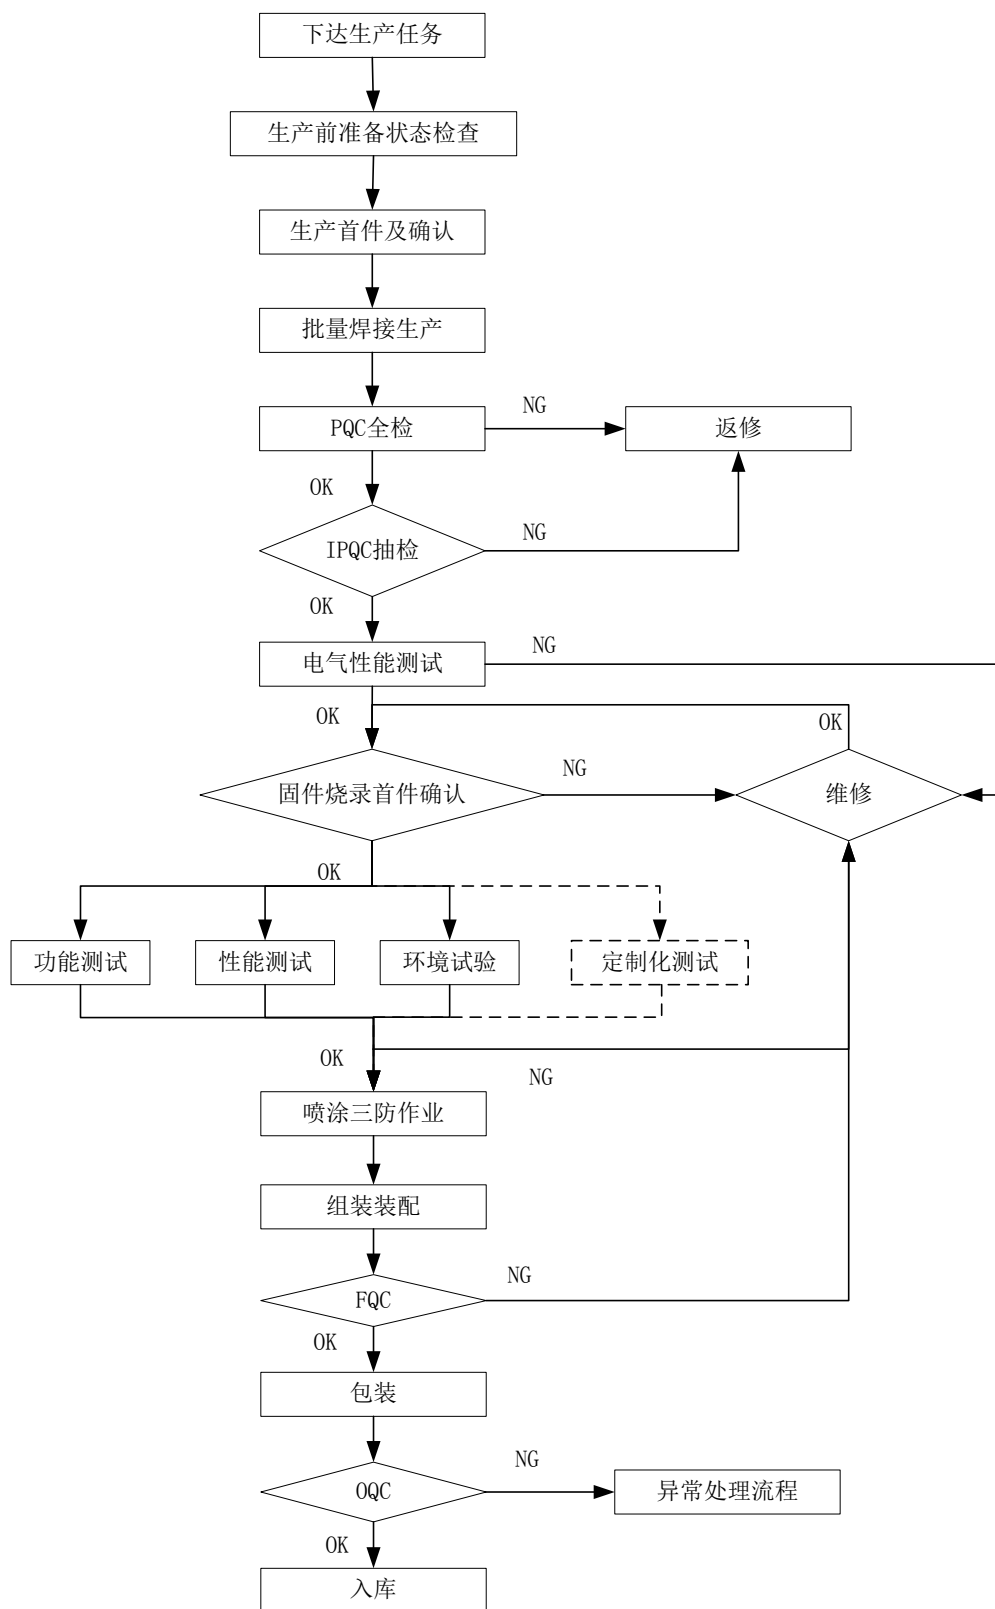 下达生产任务
生产前准备状态检查
生产首件及确认
批量焊接生产
NG
PQC全检
返修
OK
IPQC抽检
NG
OK
电气性能测试
NG
OK
OK
固件烧录首件确认
NG
维修
OK
功能测试
性能测试
环境试验
定制化测试
OK
NG
喷涂三防作业
组装装配
NG
FQC
OK
包装
NG
OQC
异常处理流程
OK
入库